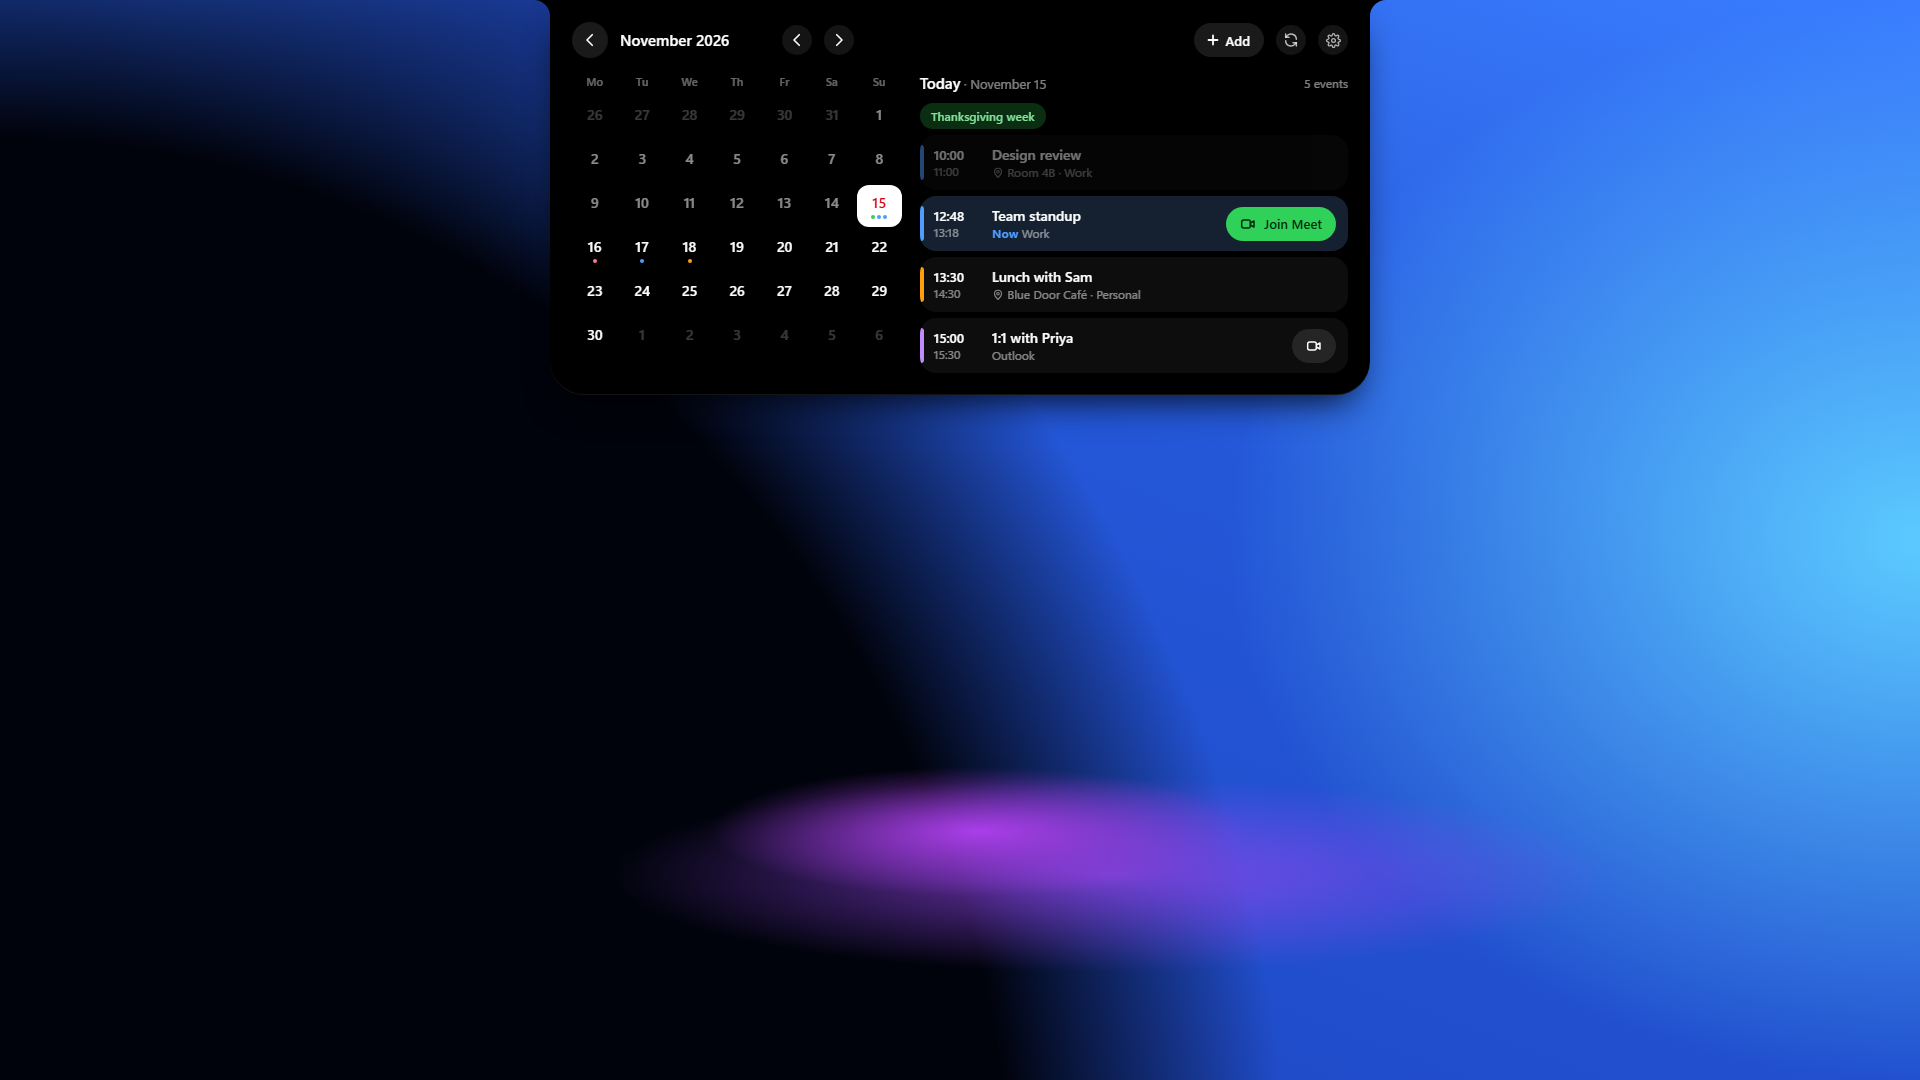 November 2026
Add
Mo Tu We Th Fr Sa Su
26 27 28 29 30 31 1
2 3 4 5 6 7 8
9 10 11 12 13 14 15
16 17 18 19 20 21 22
23 24 25 26 27 28 29
30 1 2 3 4 5 6
Today · November 15
5 events
Thanksgiving week
10:00 Design review
11:00 Room 4B · Work
12:48 Team standup
13:18 Now Work
Join Meet
13:30 Lunch with Sam
14:30 Blue Door Café · Personal
15:00 1:1 with Priya
15:30 Outlook